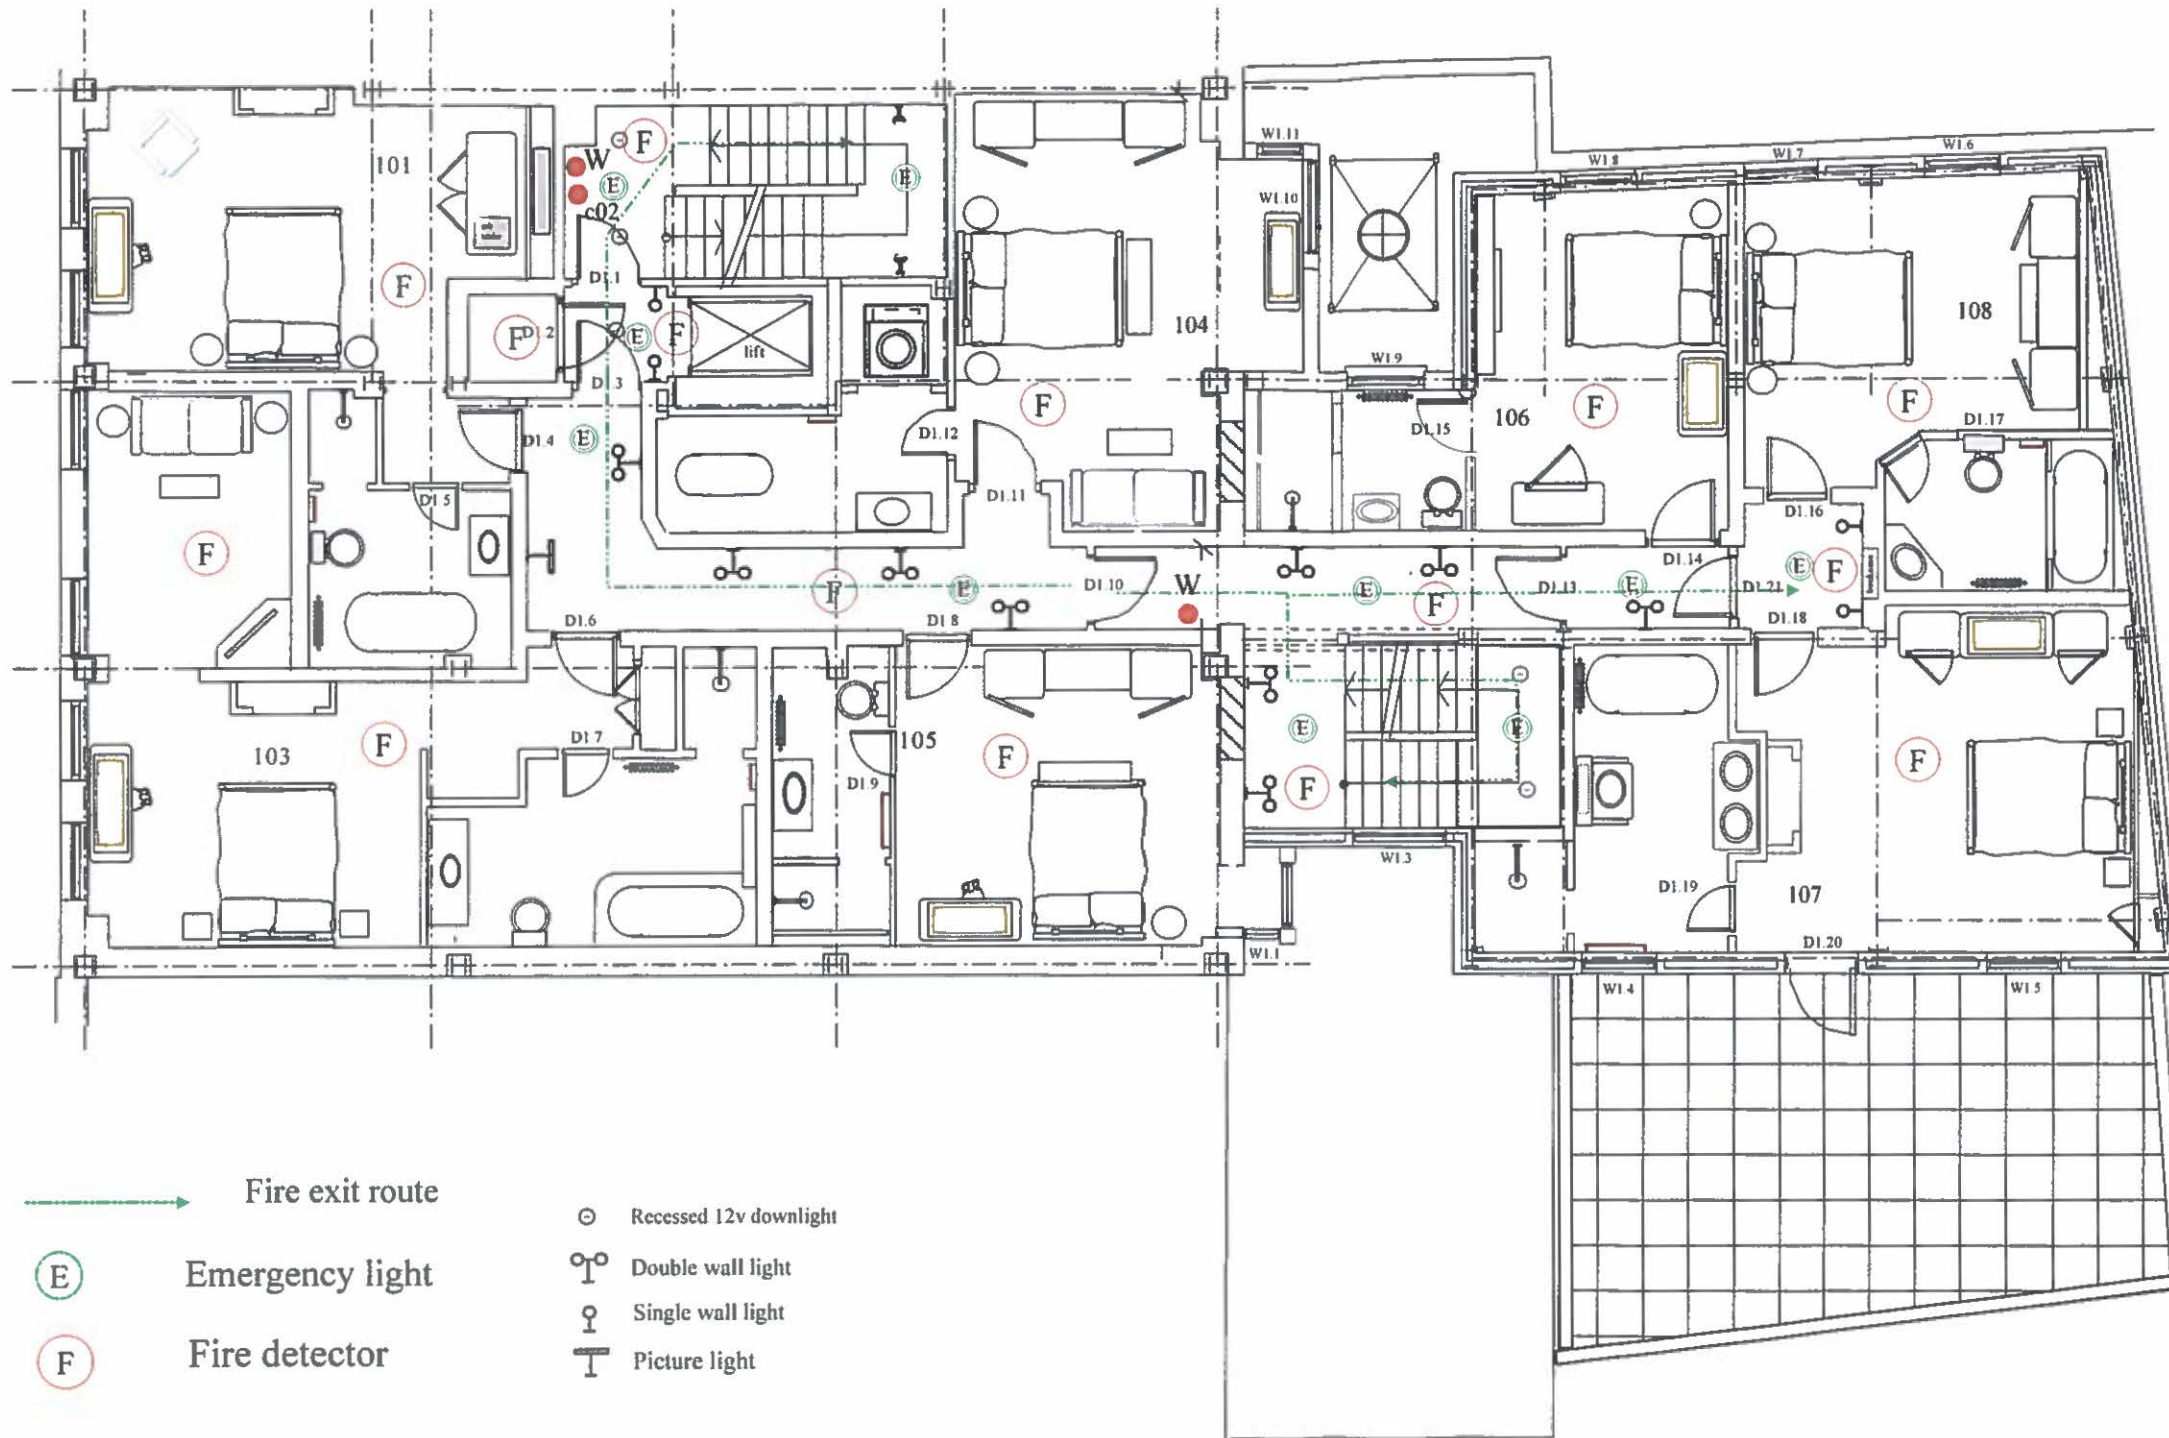 W1.11
W1.8
W1.7
W1.6
101
F
W
E
E
c02
W1.10
D1.1
F
108
F
D1.2
E
F
lift
104
D1.3
W1.9
F
106
F
F
D1.4
E
D1.12
D1.15
D1.17
D1.5
D1.11
D1.16
F
D1.14
E
F
F
E
D1.10
W
E
F
D1.13
E
D1.21
D1.6
D1.8
D1.18
103
F
D1.7
105
F
E
E
F
D1.9
F
W1.3
D1.19
107
W1.1
D1.20
W1.4
W1.5
Fire exit route
E Emergency light
F Fire detector
Recessed 12v downlight
Double wall light
Single wall light
Picture light